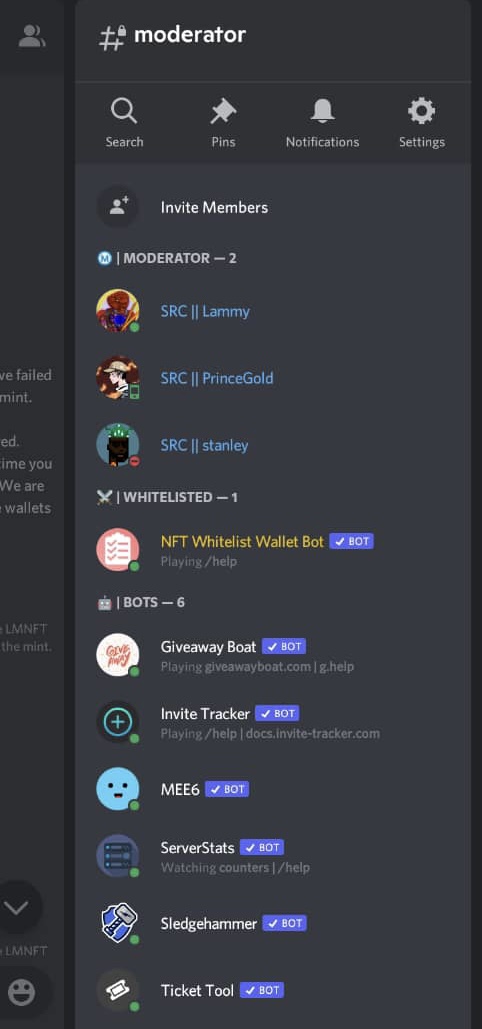 moderator
Search
Pins
Notifications
Settings
Invite Members
M | MODERATOR — 2
SRC || Lammy
SRC || PrinceGold
SRC || stanley
| WHITELISTED — 1
NFT Whitelist Wallet Bot ✓ BOT
Playing /help
| BOTS — 6
GIVE AWAY
Giveaway Boat ✓ BOT
Playing giveawayboat.com | g.help
Invite Tracker ✓ BOT
Playing /help | docs.invite-tracker.com
MEE6 ✓ BOT
ServerStats ✓ BOT
Watching counters | /help
Sledgehammer ✓ BOT
Ticket Tool ✓ BOT
failed
mint.
time you
We are
wallets
LMNFT
the mint.
LMNFT